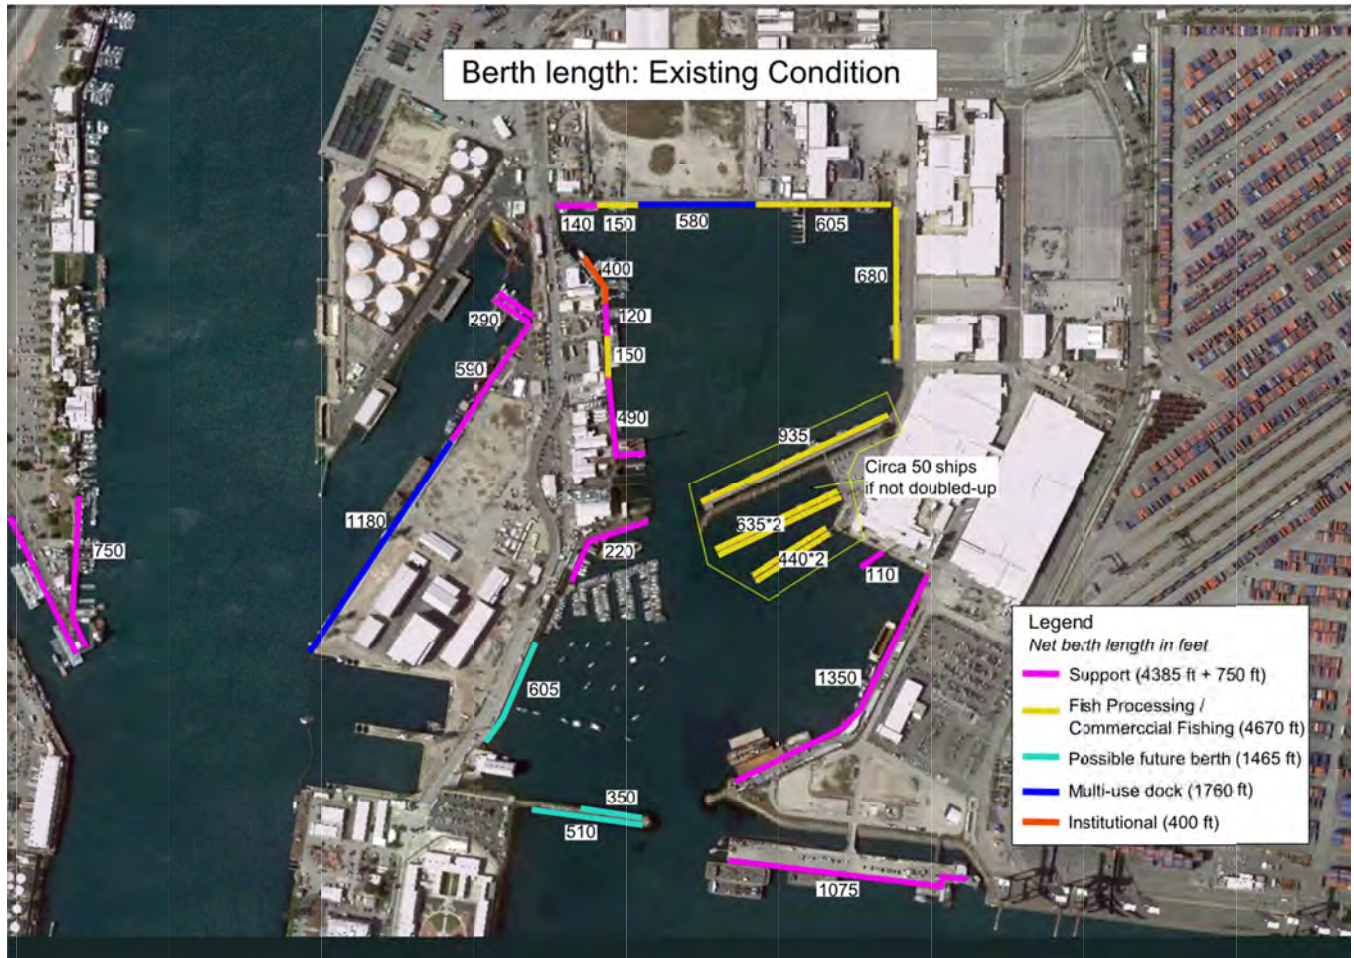 Berth length: Existing Condition
140
150
580
605
680
400
120
150
490
290
590
1180
750
220
605
350
510
935
Circa 50 ships
if not doubled-up
635*2
440*2
110
1350
1075
Legend
Net berth length in feet
Support (4385 ft + 750 ft)
Fish Processing /
Commerccial Fishing (4670 ft)
Possible future berth (1465 ft)
Multi-use dock (1760 ft)
Institutional (400 ft)